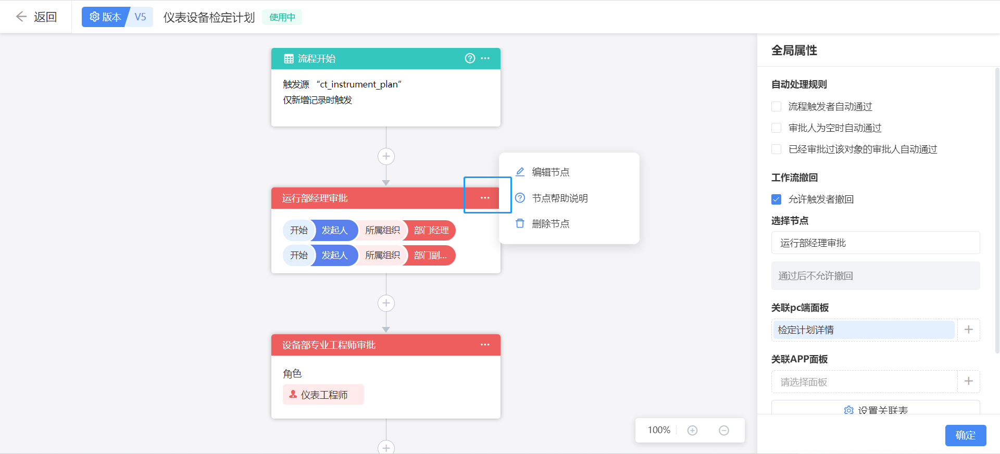 返回
版本 V5
仪表设备检定计划
使用中
流程开始
触发源 “ct_instrument_plan”
仅新增记录时触发
运行部经理审批
开始 发起人 所属组织 部门经理
开始 发起人 所属组织 部门副...
设备部专业工程师审批
角色
仪表工程师
编辑节点
节点帮助说明
删除节点
100%
全局属性
自动处理规则
流程触发者自动通过
审批人为空时自动通过
已经审批过该对象的审批人自动通过
工作流撤回
允许触发者撤回
选择节点
运行部经理审批
通过后不允许撤回
关联pc端面板
检定计划详情
关联APP面板
请选择面板
设置关联表
确定